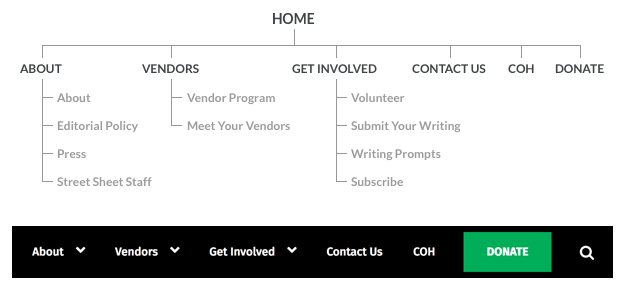 HOME
ABOUT VENDORS GET INVOLVED CONTACT US COH DONATE
About Vendor Program Volunteer
Editorial Policy Meet Your Vendors Submit Your Writing
Press Writing Prompts
Street Sheet Staff Subscribe
About Vendors Get Involved Contact Us COH DONATE